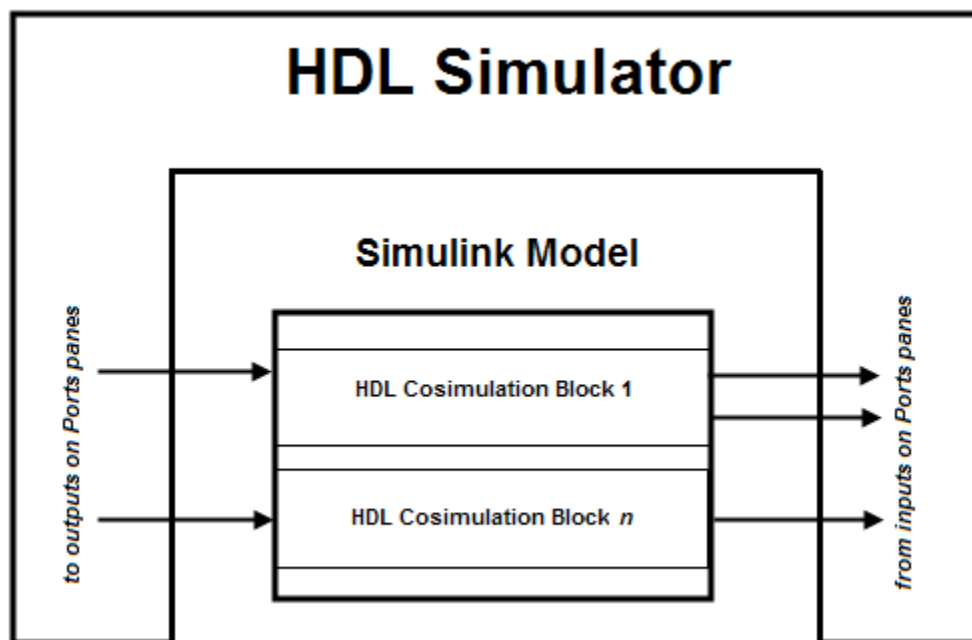 HDL Simulator
Simulink Model
to outputs on Ports panes
HDL Cosimulation Block 1
HDL Cosimulation Block n
from inputs on Ports panes